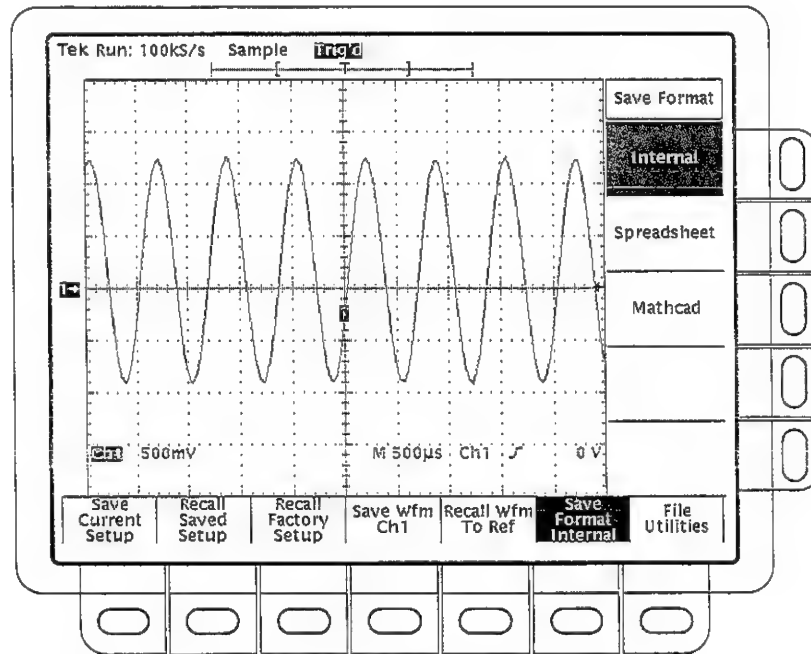 Tek Run: 100kS/s Sample Trig'd
Save Format
Internal
Spreadsheet
Mathcad
1→
Ch1 500mV M 500µs Ch1 0 V
Save Current Setup
Recall Saved Setup
Recall Factory Setup
Save Wfm Ch1
Recall Wfm To Ref
Save Format Internal
File Utilities